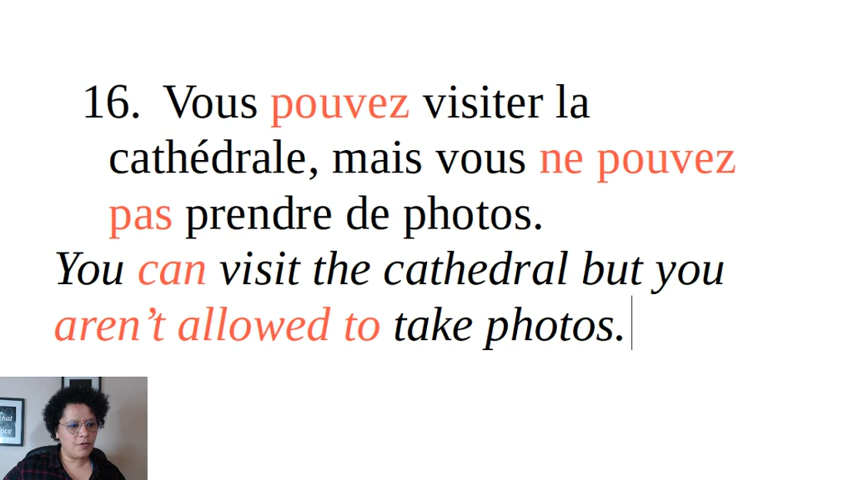 16. Vous pouvez visiter la
cathédrale, mais vous ne pouvez
pas prendre de photos.
You can visit the cathedral but you
aren’t allowed to take photos.